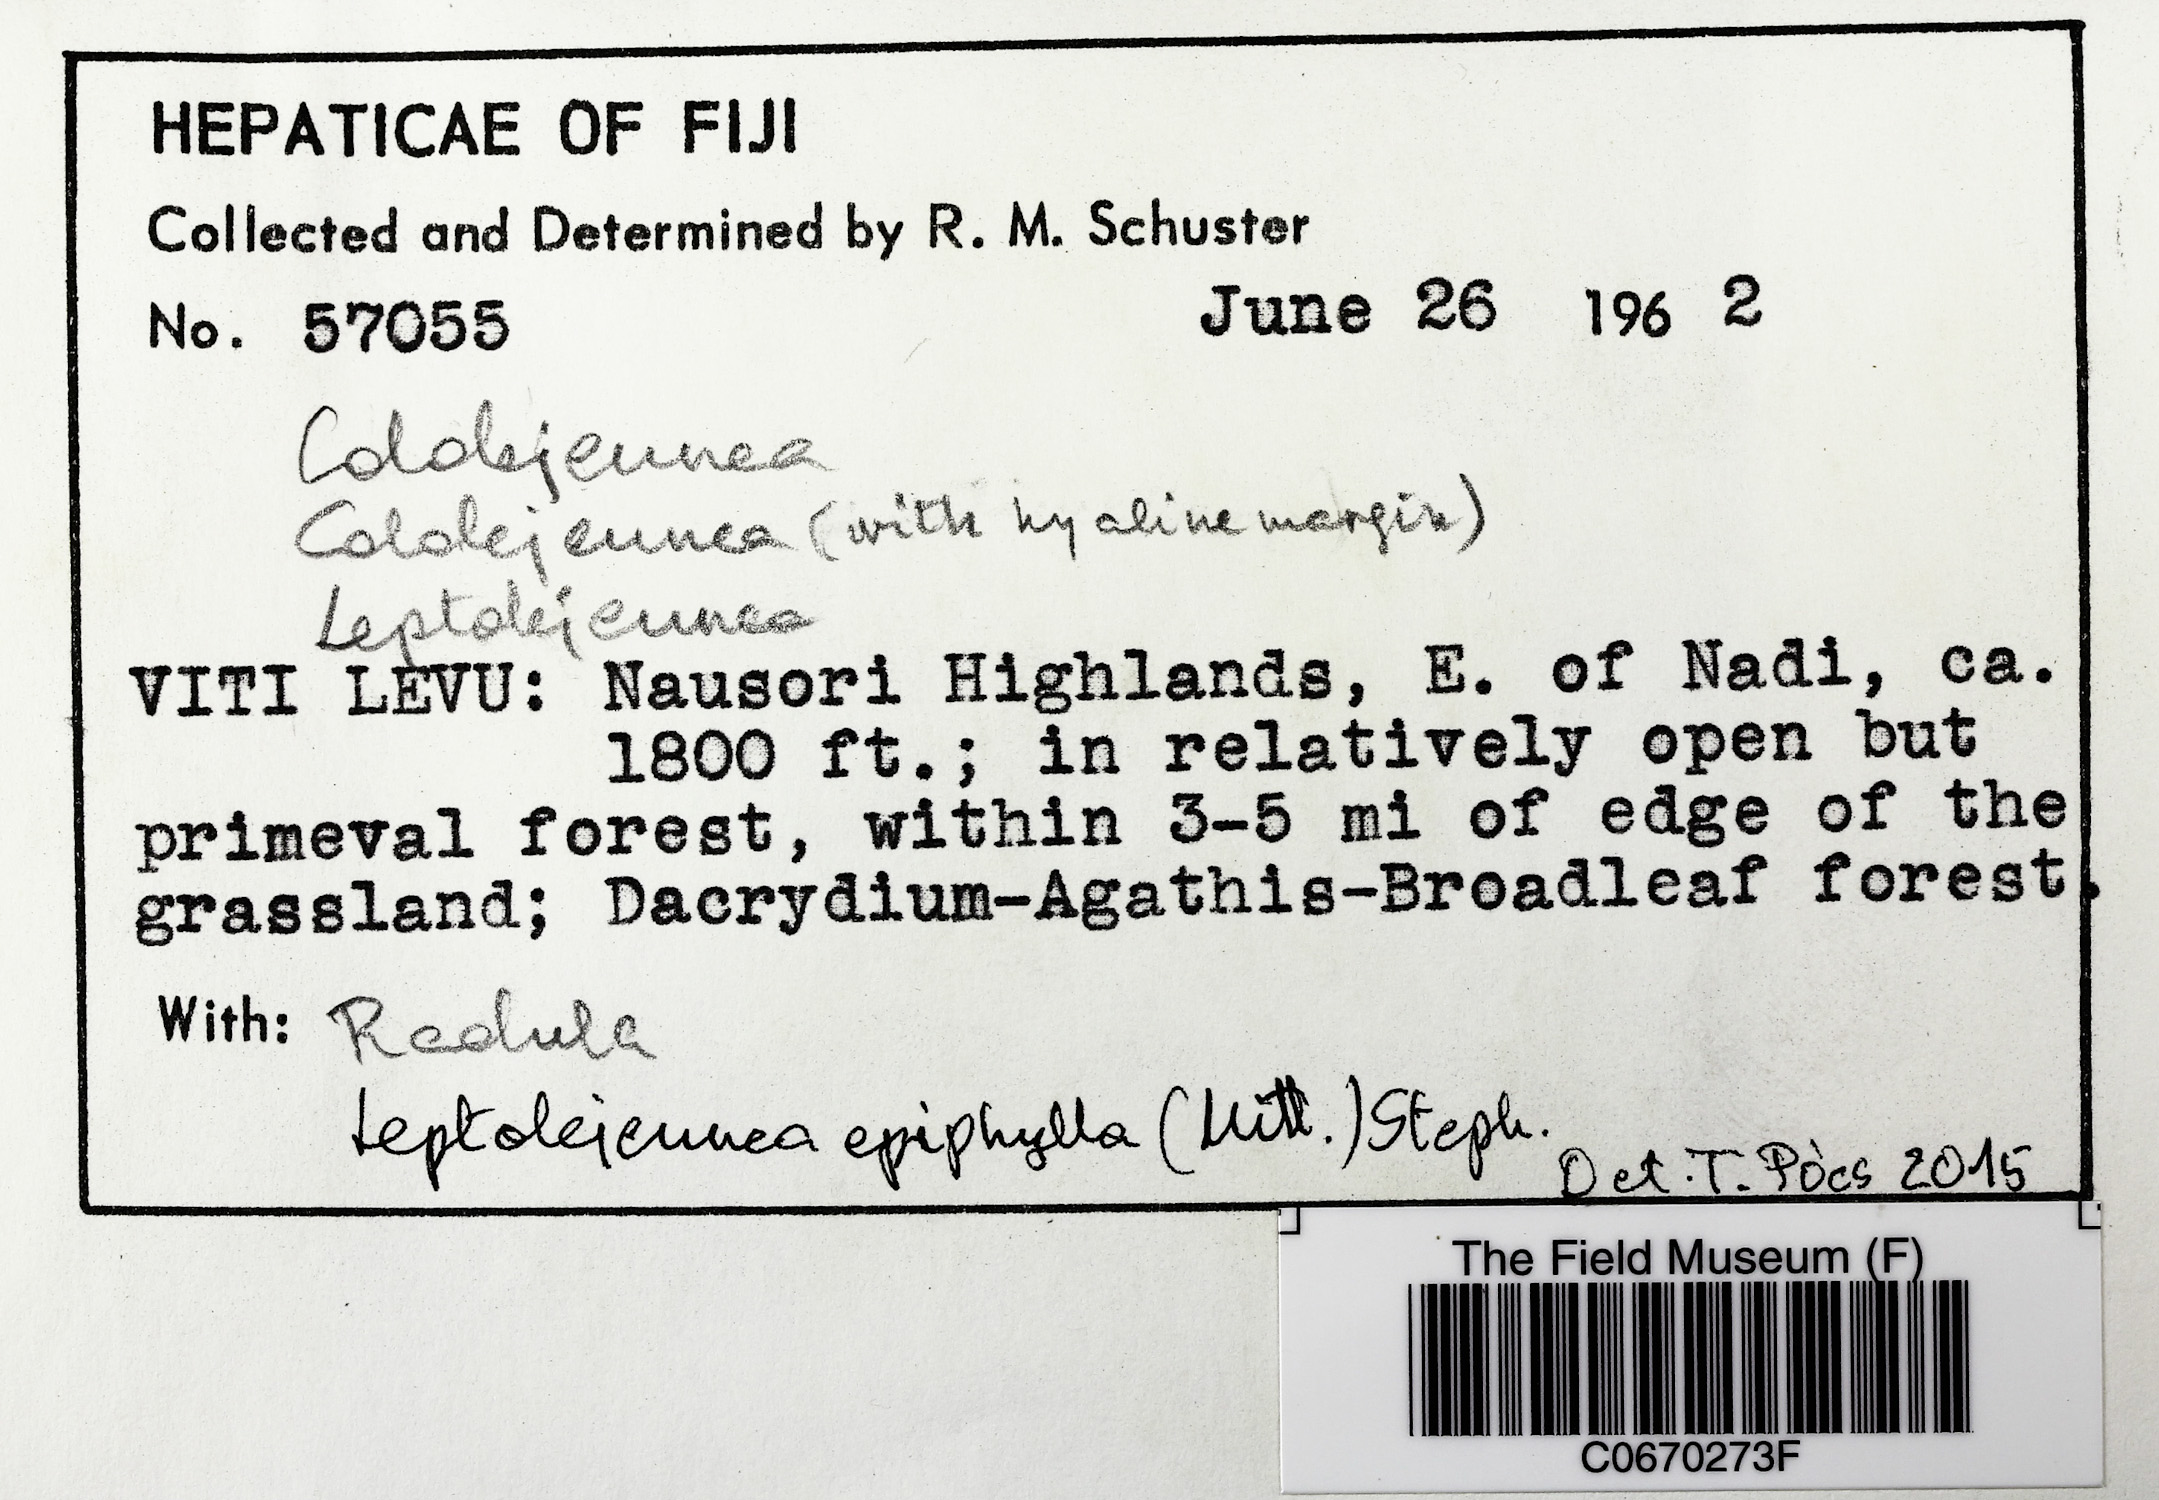 HEPATICAE OF FIJI
Collected and Determined by R. M. Schuster
No. 57055 June 26 196 2
Cololejeunea
Cololejeunea (with hyaline margin)
Leptolejeunea
VITI LEVU: Nausori Highlands, E. of Nadi, ca.
1800 ft.; in relatively open but
primeval forest, within 3-5 mi of edge of the
grassland; Dacrydium-Agathis-Broadleaf forest.
With: Radula
Leptolejeunea epiphylla (Mitt.) Steph.
Det. T. Pòcs 2015
The Field Museum (F)
C0670273F